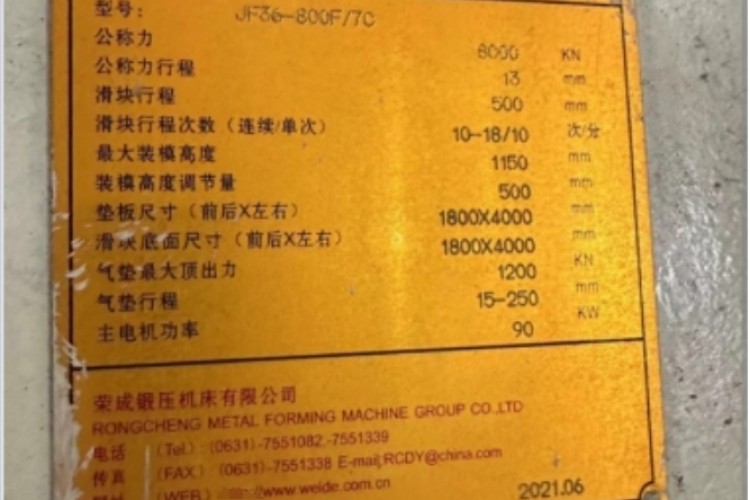 型号: JF36-800F/7C
公称力 8000 KN
公称力行程 13 mm
滑块行程 500 mm
滑块行程次数（连续/单次） 10-18/10 次/分
最大装模高度 1150 mm
装模高度调节量 500 mm
垫板尺寸（前后X左右） 1800X4000 mm
滑块底面尺寸（前后X左右） 1800X4000 mm
气垫最大顶出力 1200 KN
气垫行程 15-250 mm
主电机功率 90 KW
荣成锻压机床有限公司
RONGCHENG METAL FORMING MACHINE GROUP CO.,LTD
电话 (Tel): (0631)-7551082,-7551339
传真 (FAX) (0631)-7551338 E-mail:RCDY@china.com
(WEB) http://www.weide.com.cn 2021.06